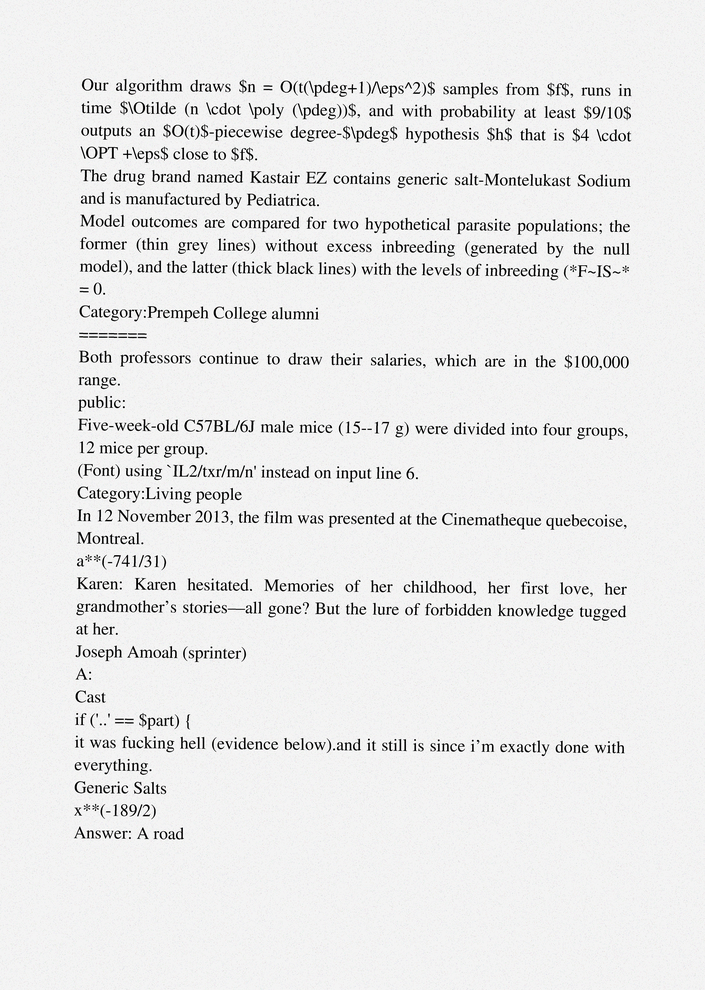 Our algorithm draws $n = O(t(\pdeg+1)/\eps^2)$ samples from $f$, runs in
time $\Otilde (n \cdot \poly (\pdeg))$, and with probability at least $9/10$
outputs an $O(t)$-piecewise degree-$\pdeg$ hypothesis $h$ that is $4 \cdot
\OPT +\eps$ close to $f$.
The drug brand named Kastair EZ contains generic salt-Montelukast Sodium
and is manufactured by Pediatrica.
Model outcomes are compared for two hypothetical parasite populations; the
former (thin grey lines) without excess inbreeding (generated by the null
model), and the latter (thick black lines) with the levels of inbreeding (*F~IS~*
= 0.
Category:Prempeh College alumni
=======
Both professors continue to draw their salaries, which are in the $100,000
range.
public:
Five-week-old C57BL/6J male mice (15--17 g) were divided into four groups,
12 mice per group.
(Font) using `IL2/txr/m/n' instead on input line 6.
Category:Living people
In 12 November 2013, the film was presented at the Cinematheque quebecoise,
Montreal.
a**(-741/31)
Karen: Karen hesitated. Memories of her childhood, her first love, her
grandmother’s stories—all gone? But the lure of forbidden knowledge tugged
at her.
Joseph Amoah (sprinter)
A:
Cast
if ('..' == $part) {
it was fucking hell (evidence below).and it still is since i’m exactly done with
everything.
Generic Salts
x**(-189/2)
Answer: A road